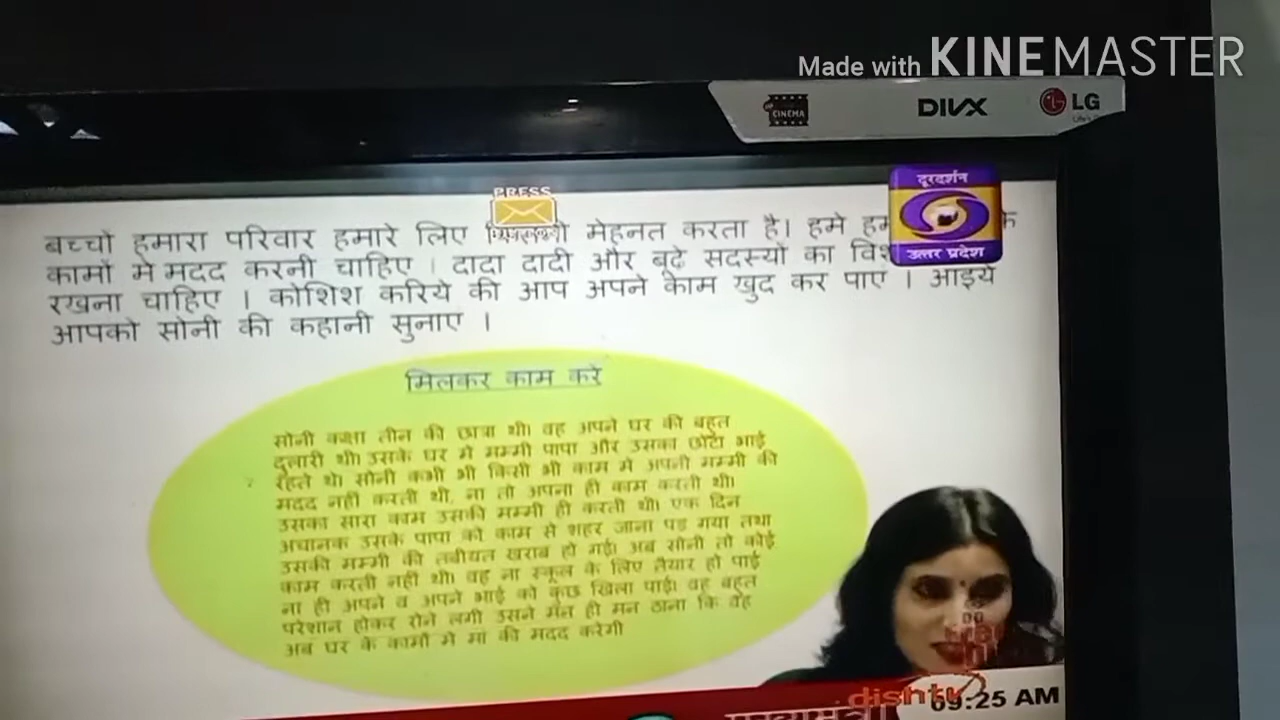 Made with KINEMASTER
CINEMA DIVX LG
PRESS
दूरदर्शन
उत्तर प्रदेश
बच्चो हमारा परिवार हमारे लिए मेहनत करता है। हमे
कामों मे मदद करनी चाहिए । दादा दादी और बूढ़े सदस्यो का
रखना चाहिए । कोशिश करिये की आप अपने काम खुद कर पाए । आइये
आपको सोनी की कहानी सुनाए ।
मिलकर काम करे
सोनी कक्षा तीन की छात्रा थी। वह अपने घर की बहुत
दुलारी थी। उसके घर मे मम्मी पापा और उसका छोटा भाई
रहते थे। सोनी कभी भी किसी भी काम मे अपनी मम्मी की
मदद नही करती थी, ना तो अपना ही काम करती थी।
उसका सारा काम उसकी मम्मी ही करती थी। एक दिन
अचानक उसके पापा को काम से शहर जाना पड गया तथा
उसकी मम्मी की तबीयत खराब हो गई। अब सोनी तो कोई
काम करती नही थी। वह ना स्कूल के लिए तैयार हो पाई
ना ही अपने व अपने भाई को कुछ खिला पाई। वह बहुत
परेशान होकर रोने लगी उसने मन ही मन ठाना कि वह
अब घर के कामो मे मां की मदद करेगी
dishtv 09:25 AM
मुख्यमंत्री